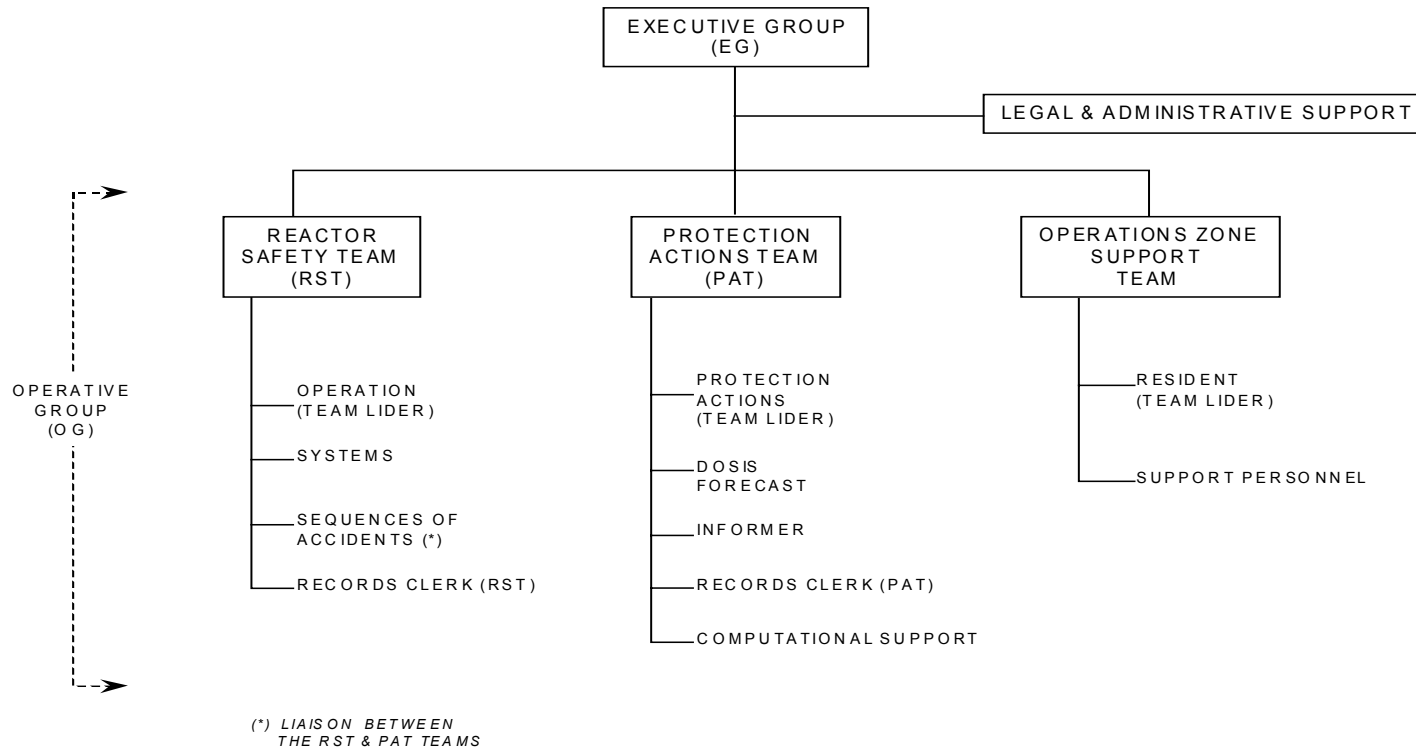 EXECUTIVE GROUP
(EG)
LEGAL & ADMINISTRATIVE SUPPORT
REACTOR
SAFETY TEAM
(RST)
PROTECTION
ACTIONS TEAM
(PAT)
OPERATIONS ZONE
SUPPORT
TEAM
OPERATIVE
GROUP
(OG)
OPERATION
(TEAM LIDER)
SYSTEMS
SEQUENCES OF
ACCIDENTS (*)
RECORDS CLERK (RST)
PROTECTION
ACTIONS
(TEAM LIDER)
DOSIS
FORECAST
INFORMER
RECORDS CLERK (PAT)
COMPUTATIONAL SUPPORT
RESIDENT
(TEAM LIDER)
SUPPORT PERSONNEL
(*) LIAISON BETWEEN
THE RST & PAT TEAMS